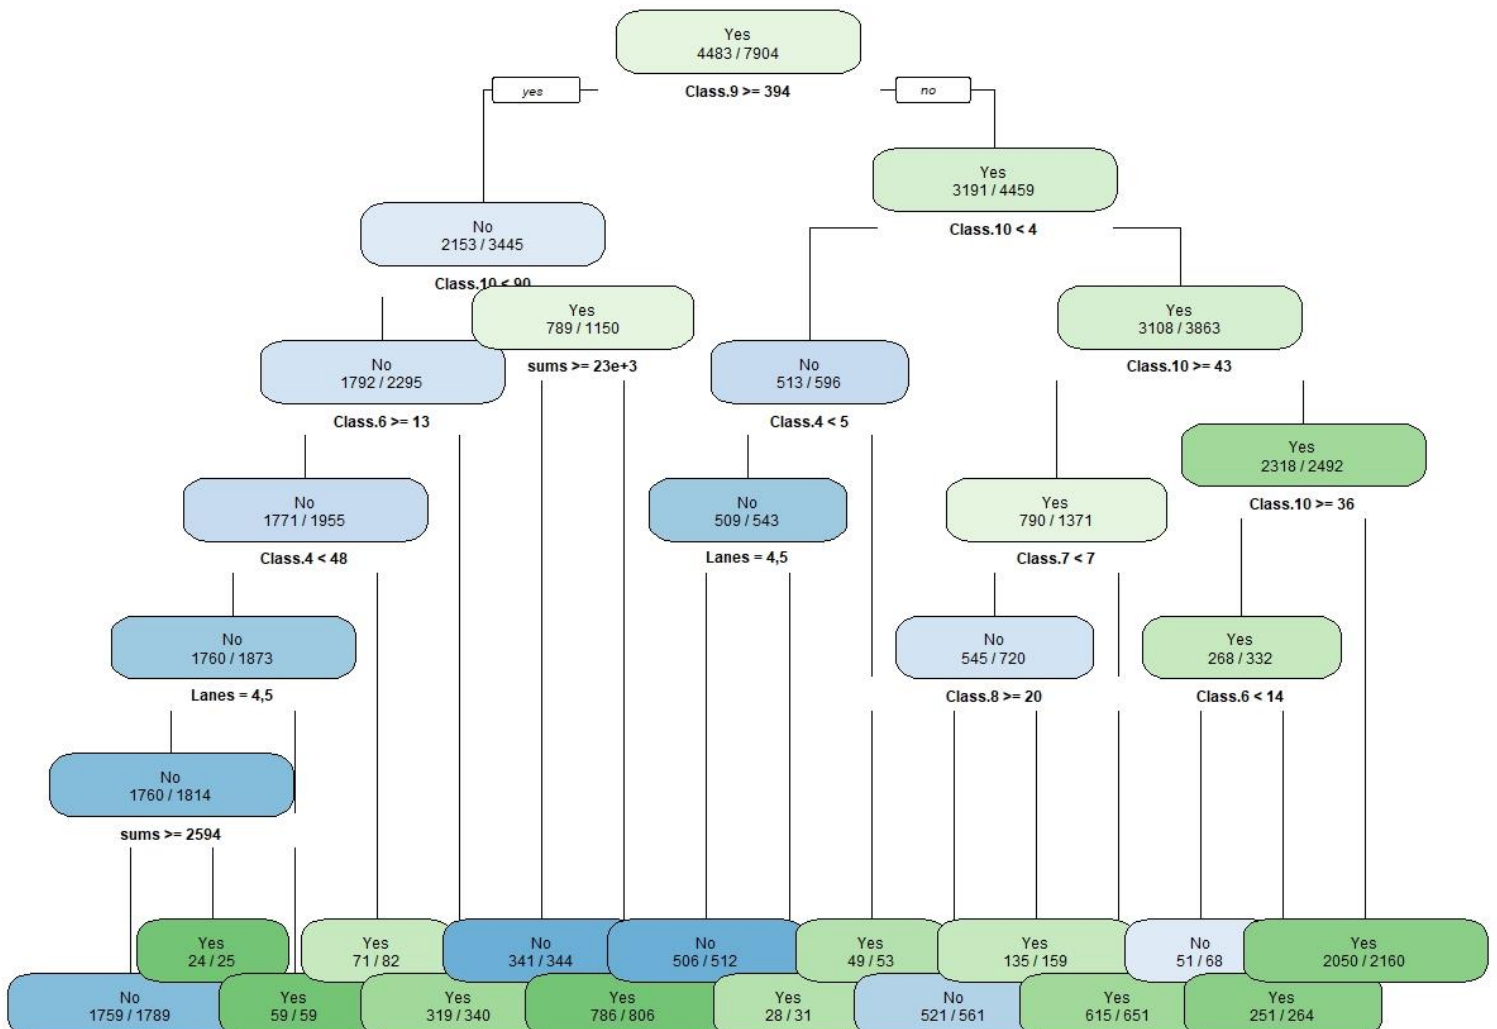 Yes
4483 / 7904
yes
Class.9 >= 394
no
Yes
3191 / 4459
Class.10 < 4
No
2153 / 3445
Class.10 < 90
Yes
789 / 1150
sums >= 23e+3
Yes
3108 / 3863
Class.10 >= 43
No
1792 / 2295
Class.6 >= 13
No
513 / 596
Class.4 < 5
Yes
2318 / 2492
Class.10 >= 36
No
1771 / 1955
Class.4 < 48
No
509 / 543
Lanes = 4,5
Yes
790 / 1371
Class.7 < 7
No
1760 / 1873
Lanes = 4,5
No
545 / 720
Class.8 >= 20
Yes
268 / 332
Class.6 < 14
No
1760 / 1814
sums >= 2594
Yes
24 / 25
Yes
71 / 82
No
341 / 344
No
506 / 512
Yes
49 / 53
Yes
135 / 159
No
51 / 68
Yes
2050 / 2160
No
1759 / 1789
Yes
59 / 59
Yes
319 / 340
Yes
786 / 806
Yes
28 / 31
No
521 / 561
Yes
615 / 651
Yes
251 / 264